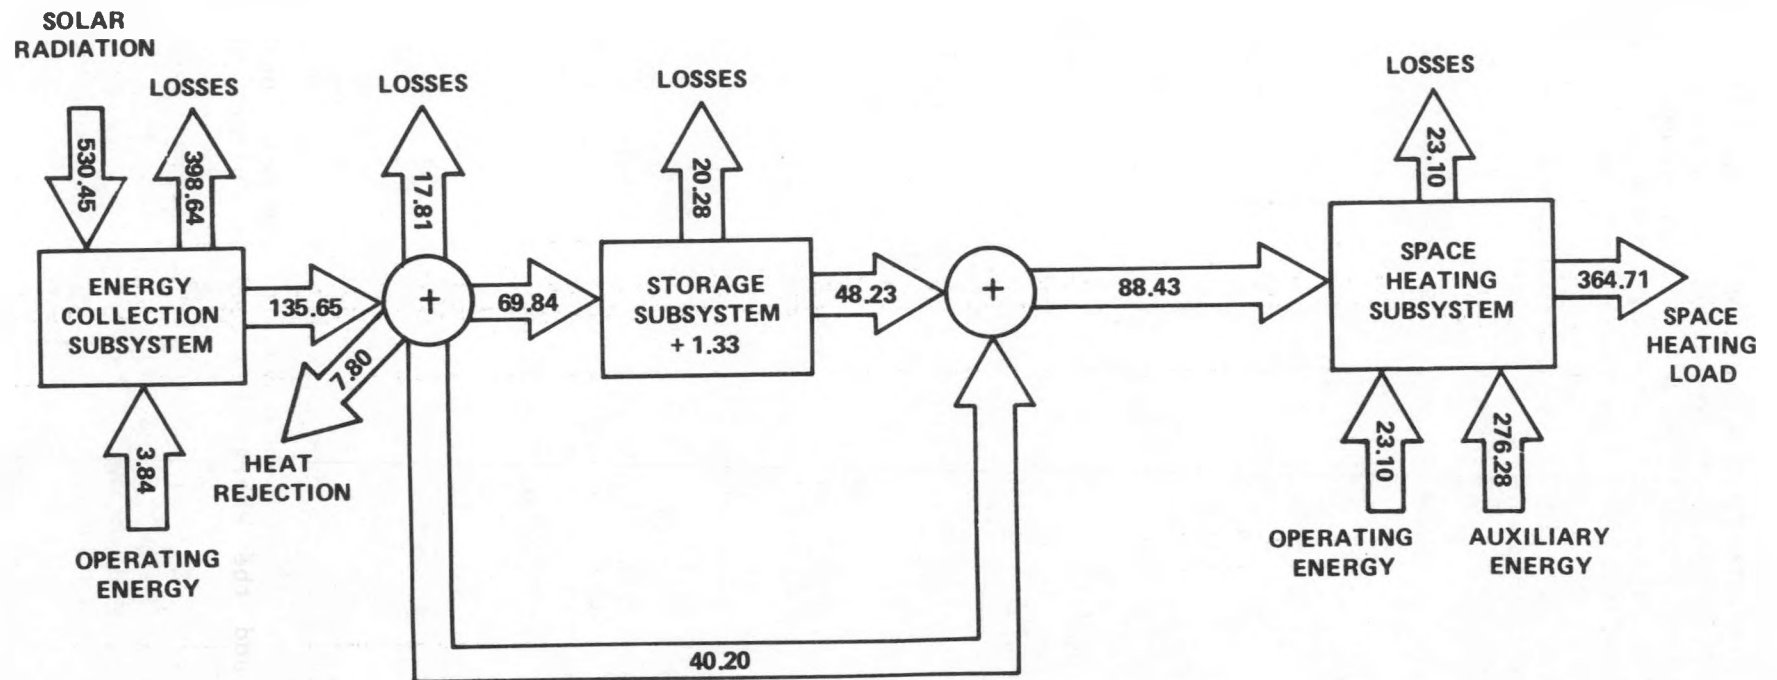 SOLAR
RADIATION
LOSSES
LOSSES
LOSSES
LOSSES
530.45
398.64
17.81
20.28
23.10
ENERGY
COLLECTION
SUBSYSTEM
135.65
+
69.84
STORAGE
SUBSYSTEM
+ 1.33
48.23
+
88.43
SPACE
HEATING
SUBSYSTEM
364.71
SPACE
HEATING
LOAD
7.80
HEAT
REJECTION
3.84
OPERATING
ENERGY
23.10
276.28
OPERATING
ENERGY
AUXILIARY
ENERGY
40.20